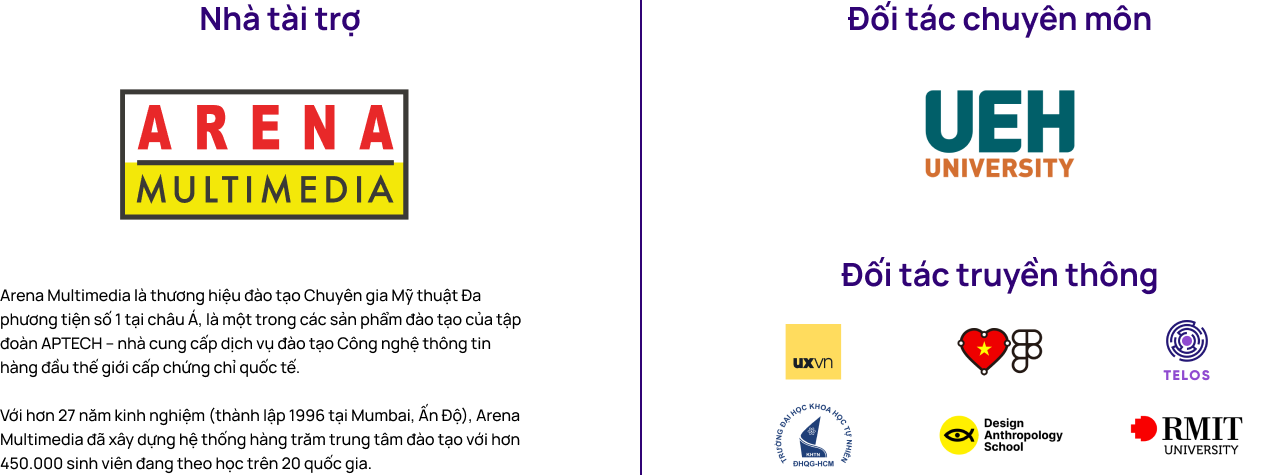 Nhà tài trợ
ARENA
MULTIMEDIA
Arena Multimedia là thương hiệu đào tạo Chuyên gia Mỹ thuật Đa
phương tiện số 1 tại châu Á, là một trong các sản phẩm đào tạo của tập
đoàn APTECH – nhà cung cấp dịch vụ đào tạo Công nghệ thông tin
hàng đầu thế giới cấp chứng chỉ quốc tế.
Với hơn 27 năm kinh nghiệm (thành lập 1996 tại Mumbai, Ấn Độ), Arena
Multimedia đã xây dựng hệ thống hàng trăm trung tâm đào tạo với hơn
450.000 sinh viên đang theo học trên 20 quốc gia.
Đối tác chuyên môn
UEH
UNIVERSITY
Đối tác truyền thông
uxvn
TELOS
TRƯỜNG ĐẠI HỌC KHOA HỌC TỰ NHIÊN
KHTN
ĐHQG-HCM
Design
Anthropology
School
RMIT
UNIVERSITY